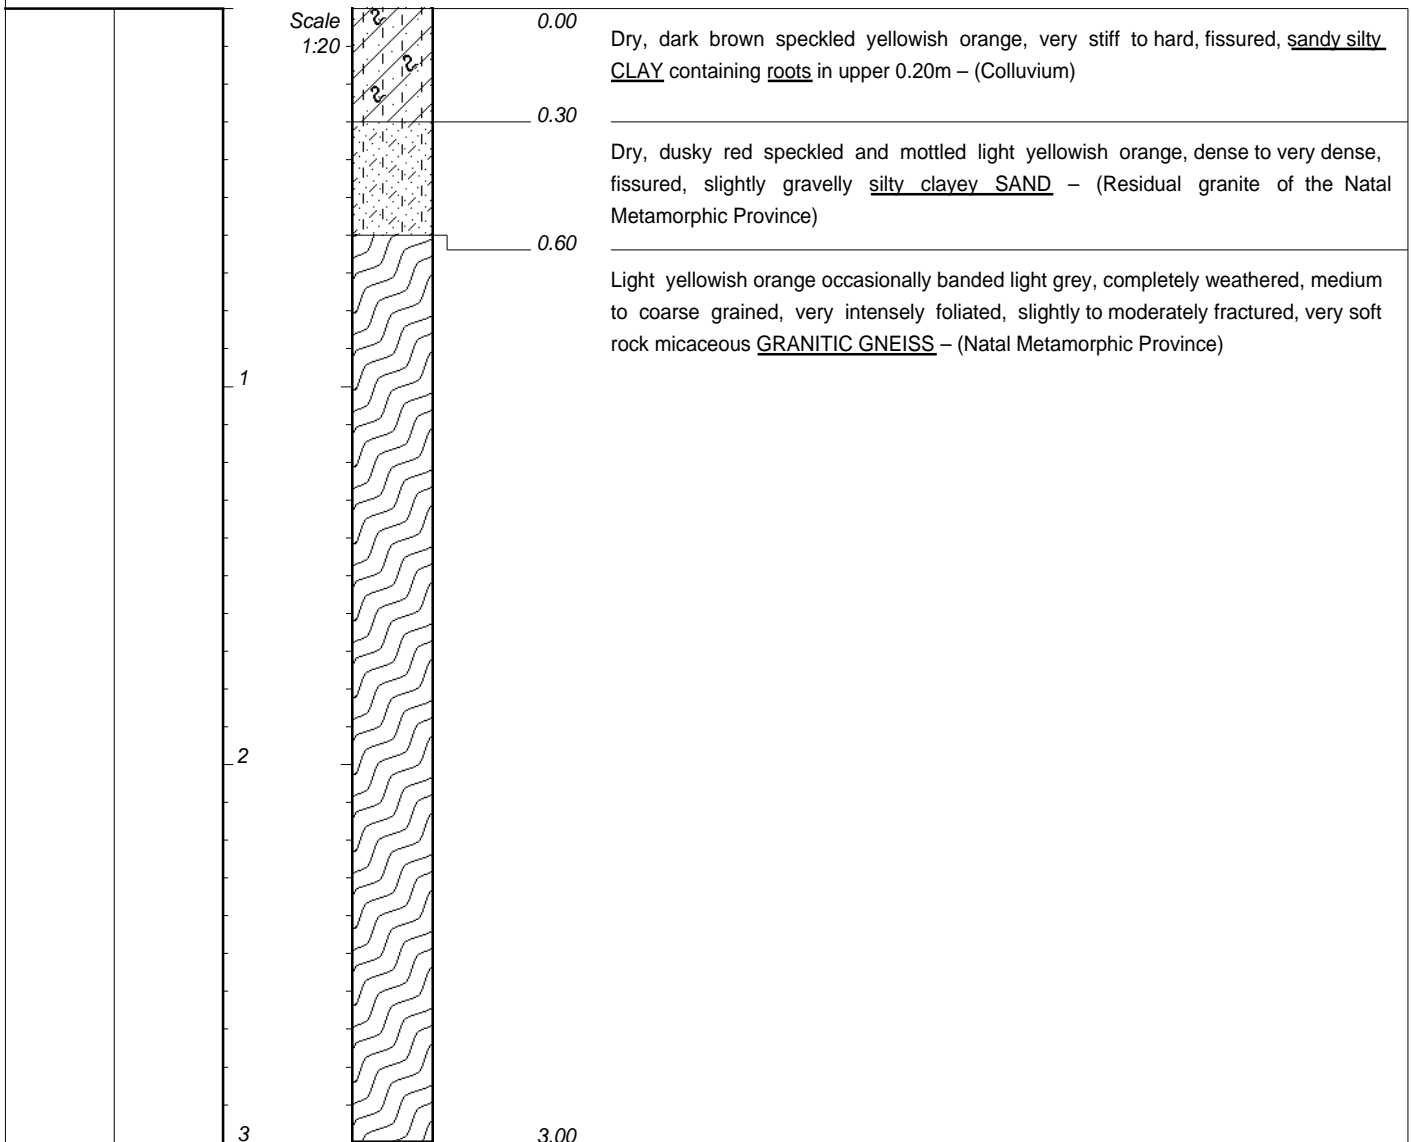 Scale
1:20
0.00
Dry, dark brown speckled yellowish orange, very stiff to hard, fissured, sandy silty
CLAY containing roots in upper 0.20m – (Colluvium)
0.30
Dry, dusky red speckled and mottled light yellowish orange, dense to very dense,
fissured, slightly gravelly silty clayey SAND – (Residual granite of the Natal
Metamorphic Province)
0.60
Light yellowish orange occasionally banded light grey, completely weathered, medium
to coarse grained, very intensely foliated, slightly to moderately fractured, very soft
rock micaceous GRANITIC GNEISS – (Natal Metamorphic Province)
1
2
3
3.00